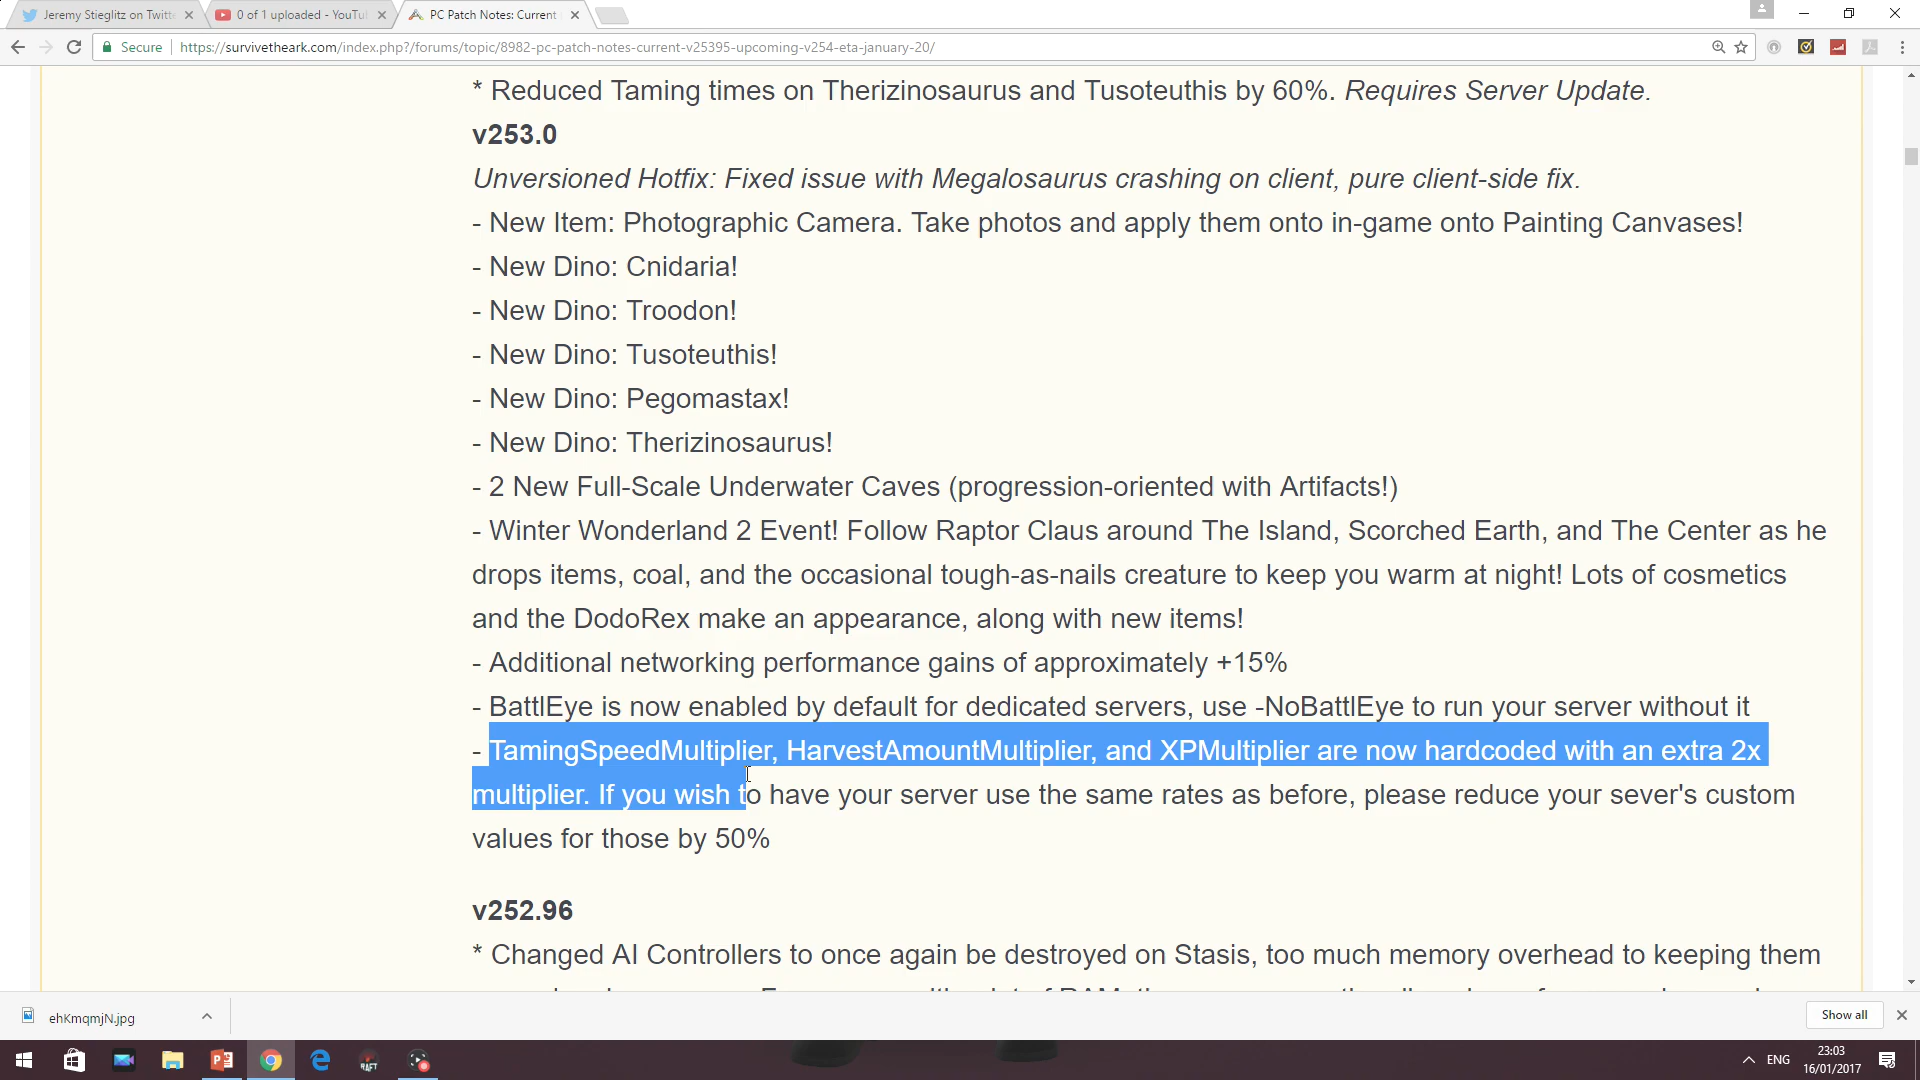 Jeremy Stieglitz on Twitte
0 of 1 uploaded - YouTu
PC Patch Notes: Current
Secure
https://survivetheark.com/index.php?/forums/topic/8982-pc-patch-notes-current-v25395-upcoming-v254-eta-january-20/
* Reduced Taming times on Therizinosaurus and Tusoteuthis by 60%. Requires Server Update.
v253.0
Unversioned Hotfix: Fixed issue with Megalosaurus crashing on client, pure client-side fix.
- New Item: Photographic Camera. Take photos and apply them onto in-game onto Painting Canvases!
- New Dino: Cnidaria!
- New Dino: Troodon!
- New Dino: Tusoteuthis!
- New Dino: Pegomastax!
- New Dino: Therizinosaurus!
- 2 New Full-Scale Underwater Caves (progression-oriented with Artifacts!)
- Winter Wonderland 2 Event! Follow Raptor Claus around The Island, Scorched Earth, and The Center as he
drops items, coal, and the occasional tough-as-nails creature to keep you warm at night! Lots of cosmetics
and the DodoRex make an appearance, along with new items!
- Additional networking performance gains of approximately +15%
- BattlEye is now enabled by default for dedicated servers, use -NoBattlEye to run your server without it
- TamingSpeedMultiplier, HarvestAmountMultiplier, and XPMultiplier are now hardcoded with an extra 2x
multiplier. If you wish to have your server use the same rates as before, please reduce your sever's custom
values for those by 50%
v252.96
* Changed AI Controllers to once again be destroyed on Stasis, too much memory overhead to keeping them
ehKmqmjN.jpg
Show all
RAFT
ENG
23:03
16/01/2017